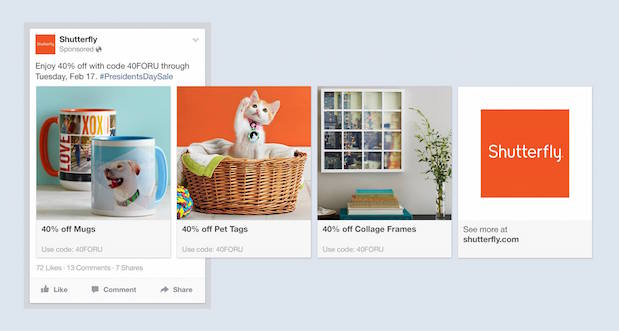 Shutterfly
Shutterfly
Sponsored
Enjoy 40% off with code 40FORU through
Tuesday, Feb 17. #PresidentsDaySale
LOVE
XOX
40% off Mugs
Use code: 40FORU
40% off Pet Tags
Use code: 40FORU
40% off Collage Frames
Use code: 40FORU
Shutterfly.
See more at
shutterfly.com
72 Likes · 13 Comments · 7 Shares
Like
Comment
Share